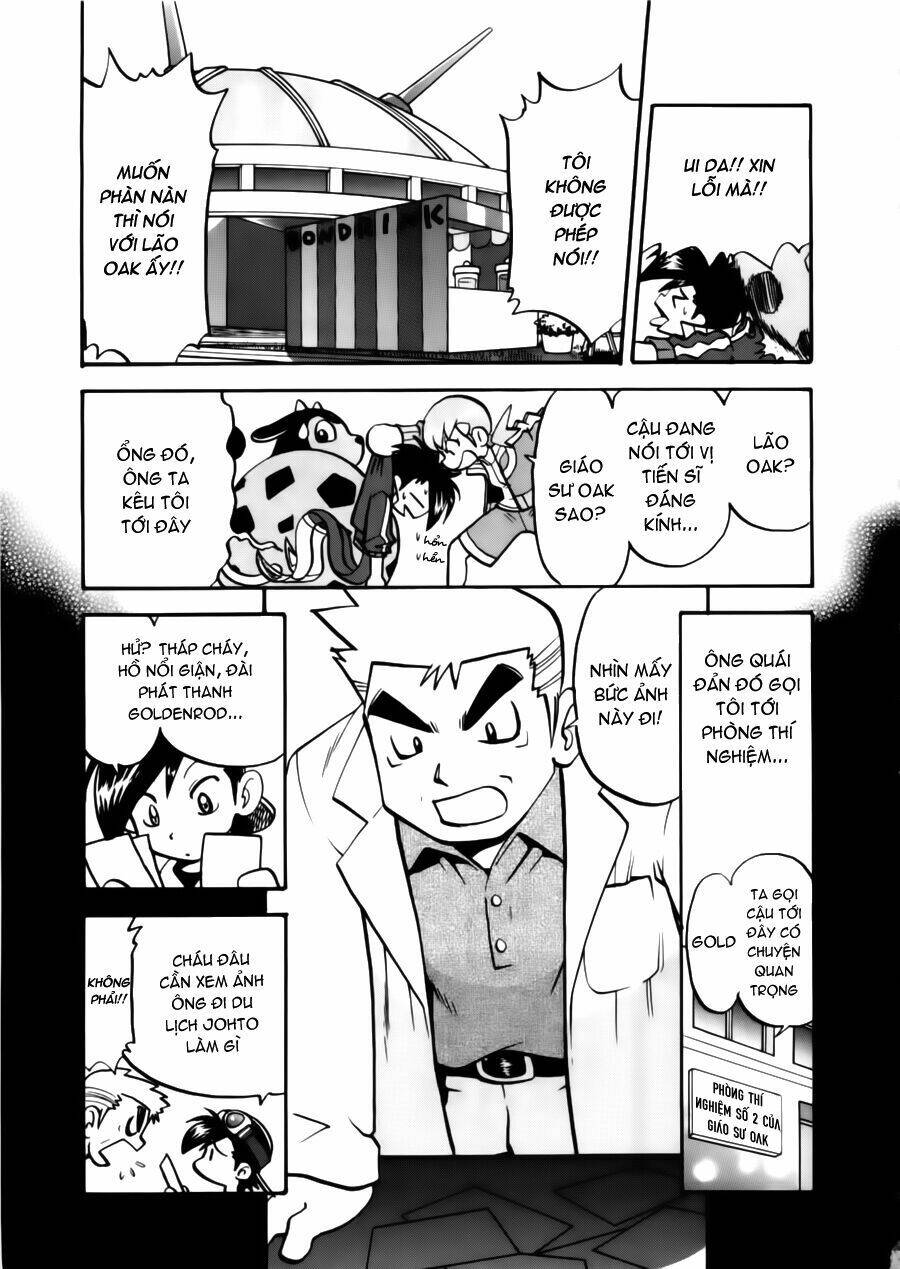 UI DA!! XIN
LỖI MÀ!!
TÔI
KHÔNG
ĐƯỢC
PHÉP
NÓI!!
MUỐN
PHÀN NÀN
THÌ NÓI
VỚI LÃO
OAK ẤY!!
LÃO
OAK?
CẬU ĐANG
NÓI TỚI VỊ
TIẾN SĨ
ĐÁNG
KÍNH...
GIÁO
SƯ OAK
SAO?
hổn
hển
ỔNG ĐÓ,
ÔNG TA
KÊU TÔI
TỚI ĐÂY
ÔNG QUÁI
ĐẢN ĐÓ GỌI
TÔI TỚI
PHÒNG THÍ
NGHIỆM...
TA GỌI
CẬU TỚI
ĐÂY CÓ
CHUYỆN
QUAN
TRỌNG
GOLD
PHÒNG THÍ
NGHIỆM SỐ 2 CỦA
GIÁO SƯ OAK
NHÌN MẤY
BỨC ẢNH
NÀY ĐI!
HỬ? THÁP CHÁY,
HỒ NỔI GIẬN, ĐÀI
PHÁT THANH
GOLDENROD...
CHÁU ĐÂU
CẦN XEM ẢNH
ÔNG ĐI DU
LỊCH JOHTO
LÀM GÌ
KHÔNG
PHẢI!!